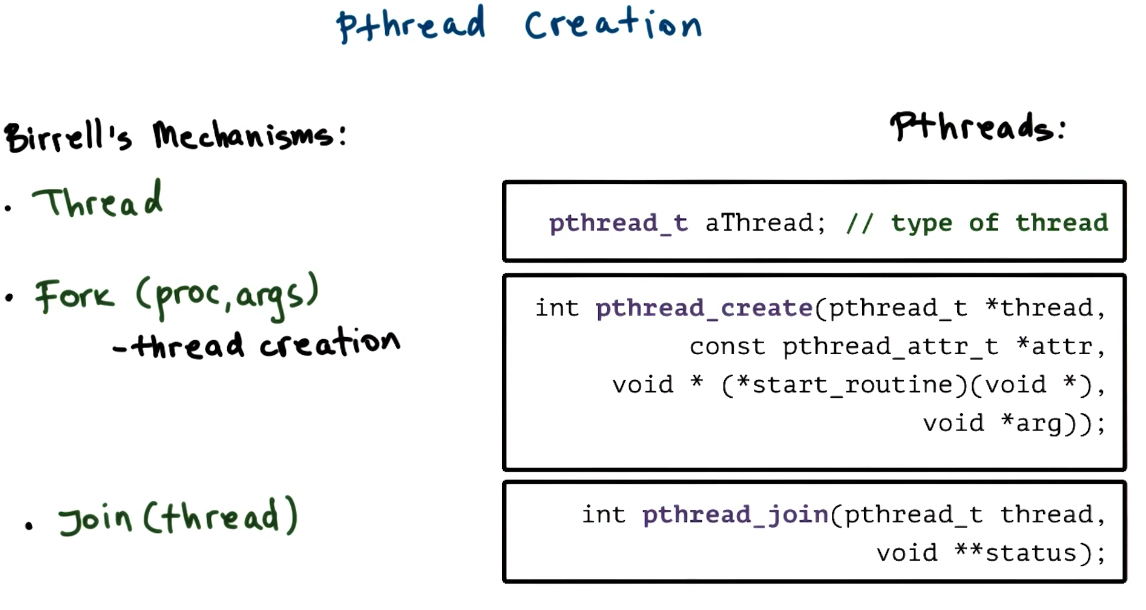 Pthread Creation
Birrell's Mechanisms:
• Thread
• Fork (proc, args)
-thread creation
• Join (thread)
Pthreads:
pthread_t aThread; // type of thread
int pthread_create(pthread_t *thread,
const pthread_attr_t *attr,
void * (*start_routine)(void *),
void *arg));
int pthread_join(pthread_t thread,
void **status);